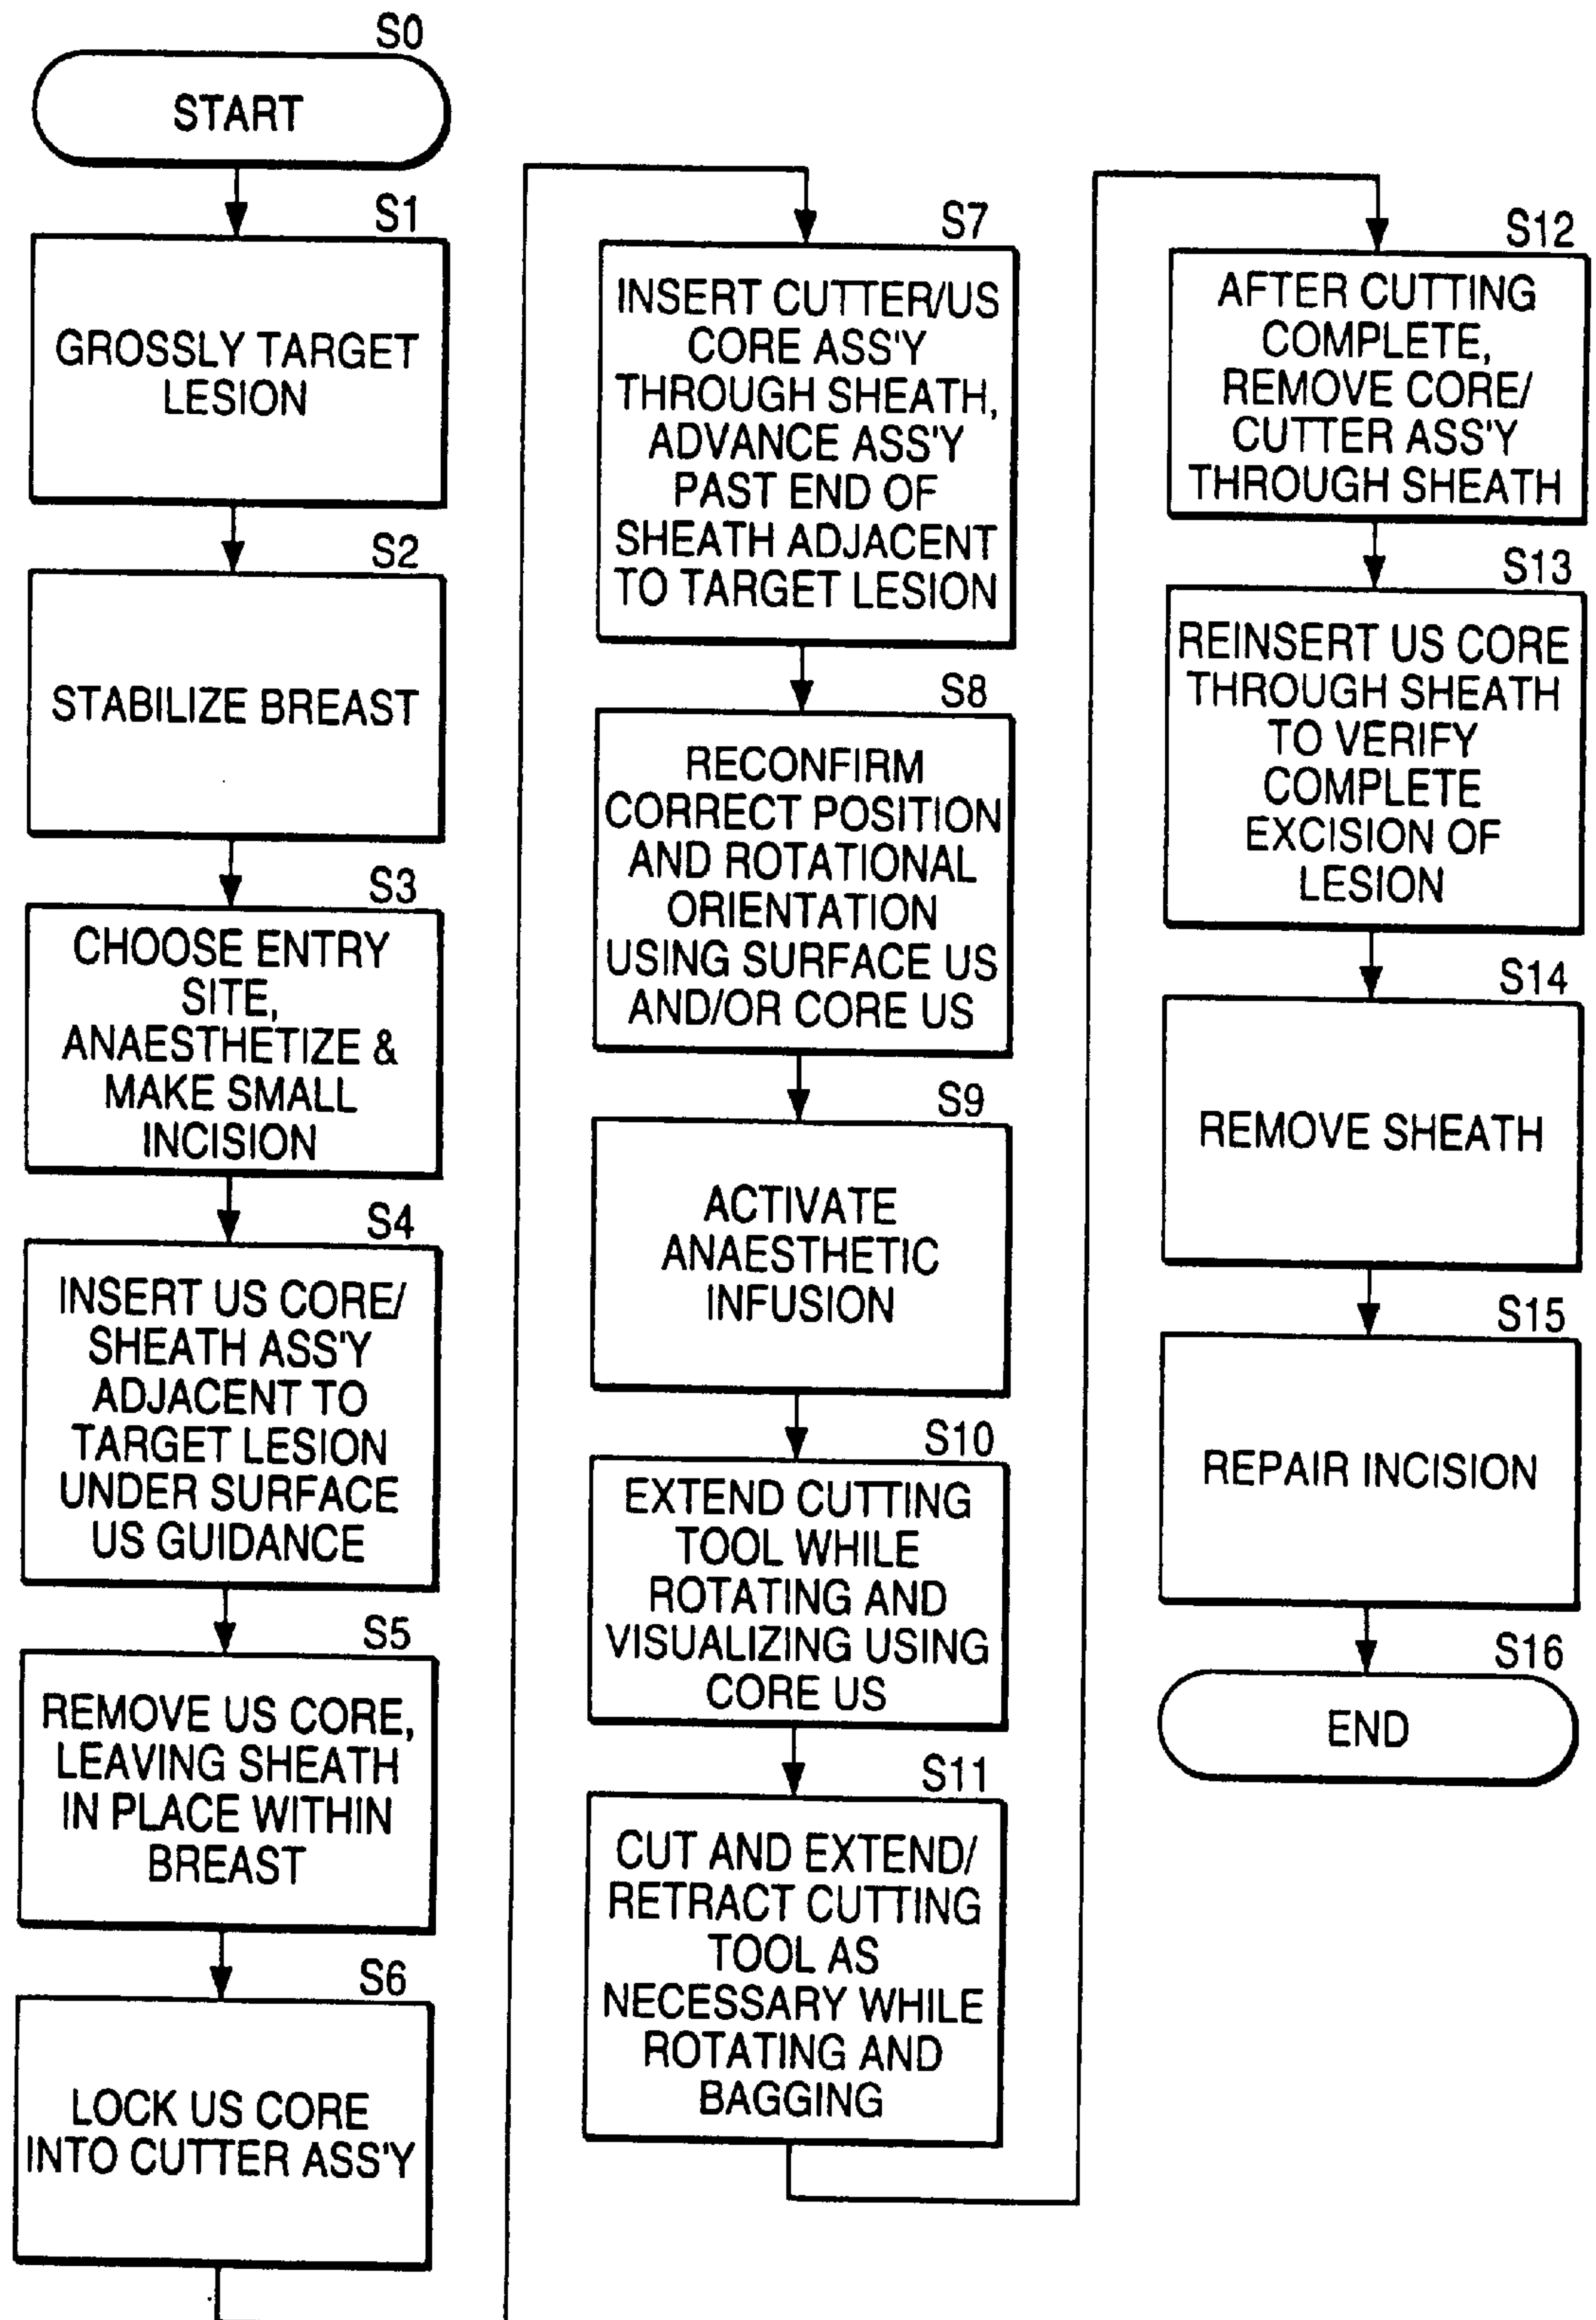 S0
START
S1
GROSSLY TARGET
LESION
S2
STABILIZE BREAST
S3
CHOOSE ENTRY
SITE,
ANAESTHETIZE &
MAKE SMALL
INCISION
S4
INSERT US CORE/
SHEATH ASS'Y
ADJACENT TO
TARGET LESION
UNDER SURFACE
US GUIDANCE
S5
REMOVE US CORE,
LEAVING SHEATH
IN PLACE WITHIN
BREAST
S6
LOCK US CORE
INTO CUTTER ASS'Y
S7
INSERT CUTTER/US
CORE ASS'Y
THROUGH SHEATH,
ADVANCE ASS'Y
PAST END OF
SHEATH ADJACENT
TO TARGET LESION
S8
RECONFIRM
CORRECT POSITION
AND ROTATIONAL
ORIENTATION
USING SURFACE US
AND/OR CORE US
S9
ACTIVATE
ANAESTHETIC
INFUSION
S10
EXTEND CUTTING
TOOL WHILE
ROTATING AND
VISUALIZING USING
CORE US
S11
CUT AND EXTEND/
RETRACT CUTTING
TOOL AS
NECESSARY WHILE
ROTATING AND
BAGGING
S12
AFTER CUTTING
COMPLETE,
REMOVE CORE/
CUTTER ASS'Y
THROUGH SHEATH
S13
REINSERT US CORE
THROUGH SHEATH
TO VERIFY
COMPLETE
EXCISION OF
LESION
S14
REMOVE SHEATH
S15
REPAIR INCISION
S16
END